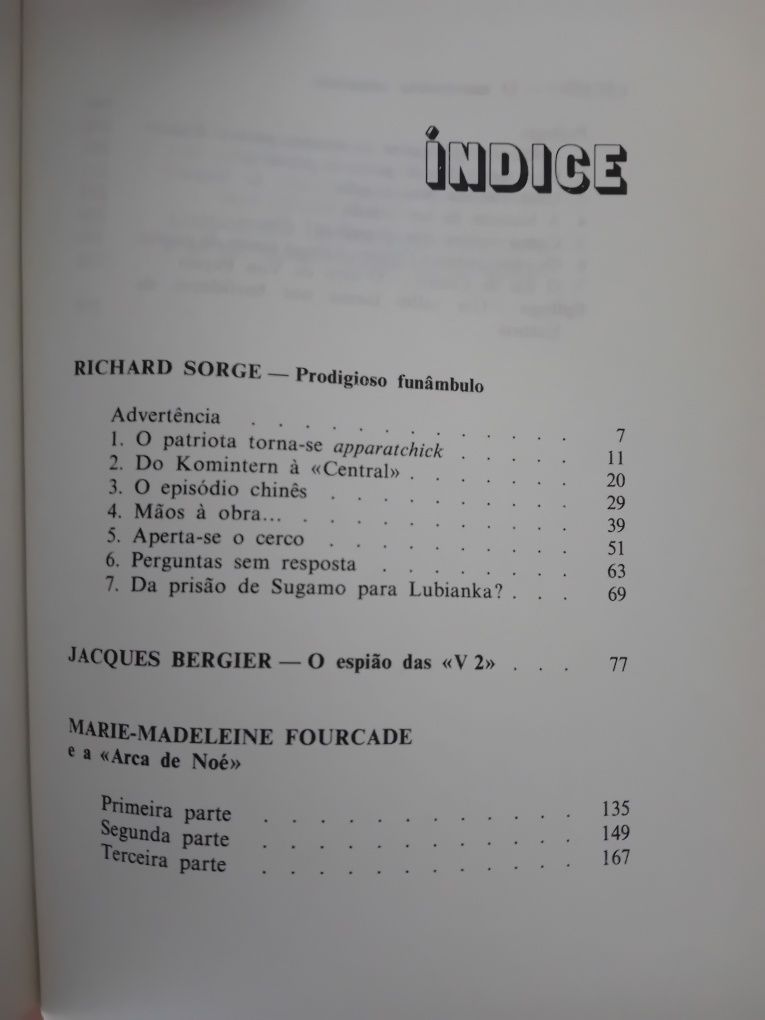 ÍNDICE
RICHARD SORGE — Prodigioso funâmbulo
Advertência . . . . . . . . . . . . 7
1. O patriota torna-se apparatchick . . . . . 11
2. Do Komintern à «Central» . . . . . . 20
3. O episódio chinês . . . . . . . . . 29
4. Mãos à obra... . . . . . . . . . . 39
5. Aperta-se o cerco . . . . . . . . . 51
6. Perguntas sem resposta . . . . . . . 63
7. Da prisão de Sugamo para Lubianka? . . . 69
JACQUES BERGIER — O espião das «V 2» . . . 77
MARIE-MADELEINE FOURCADE
e a «Arca de Noé»
Primeira parte . . . . . . . . . . . . 135
Segunda parte . . . . . . . . . . . . 149
Terceira parte . . . . . . . . . . . . 167